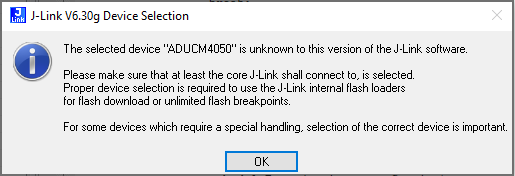 J-Link V6.30g Device Selection
The selected device "ADUCM4050" is unknown to this version of the J-Link software.
Please make sure that at least the core J-Link shall connect to, is selected.
Proper device selection is required to use the J-Link internal flash loaders
for flash download or unlimited flash breakpoints.
For some devices which require a special handling, selection of the correct device is important.
OK